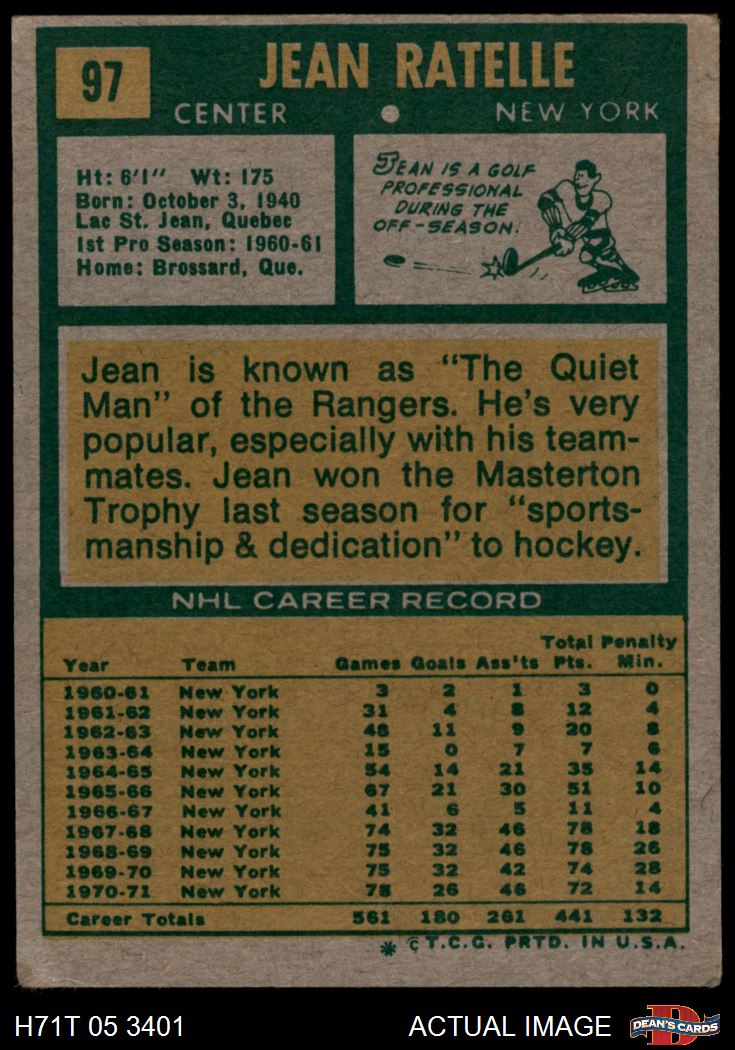 97
JEAN RATELLE
CENTER • NEW YORK
Ht: 6'1" Wt: 175
Born: October 3, 1940
Lac St. Jean, Quebec
1st Pro Season: 1960-61
Home: Brossard, Que.
JEAN IS A GOLF
PROFESSIONAL
DURING THE
OFF-SEASON.
Jean is known as "The Quiet
Man" of the Rangers. He's very
popular, especially with his team-
mates. Jean won the Masterton
Trophy last season for "sports-
manship & dedication" to hockey.
NHL CAREER RECORD
Total Penalty
Year Team Games Goals Ass'ts Pts. Min.
1960-61 New York 3 2 1 3 0
1961-62 New York 31 4 8 12 4
1962-63 New York 48 11 9 20 8
1963-64 New York 15 0 7 7 6
1964-65 New York 54 14 21 35 14
1965-66 New York 67 21 30 51 10
1966-67 New York 41 6 5 11 4
1967-68 New York 74 32 46 78 18
1968-69 New York 75 32 46 78 26
1969-70 New York 75 32 42 74 28
1970-71 New York 78 26 46 72 14
Career Totals 561 180 261 441 132
* © T.C.G. PRTD. IN U.S.A.
H71T 05 3401 ACTUAL IMAGE
D
DEAN'S CARDS